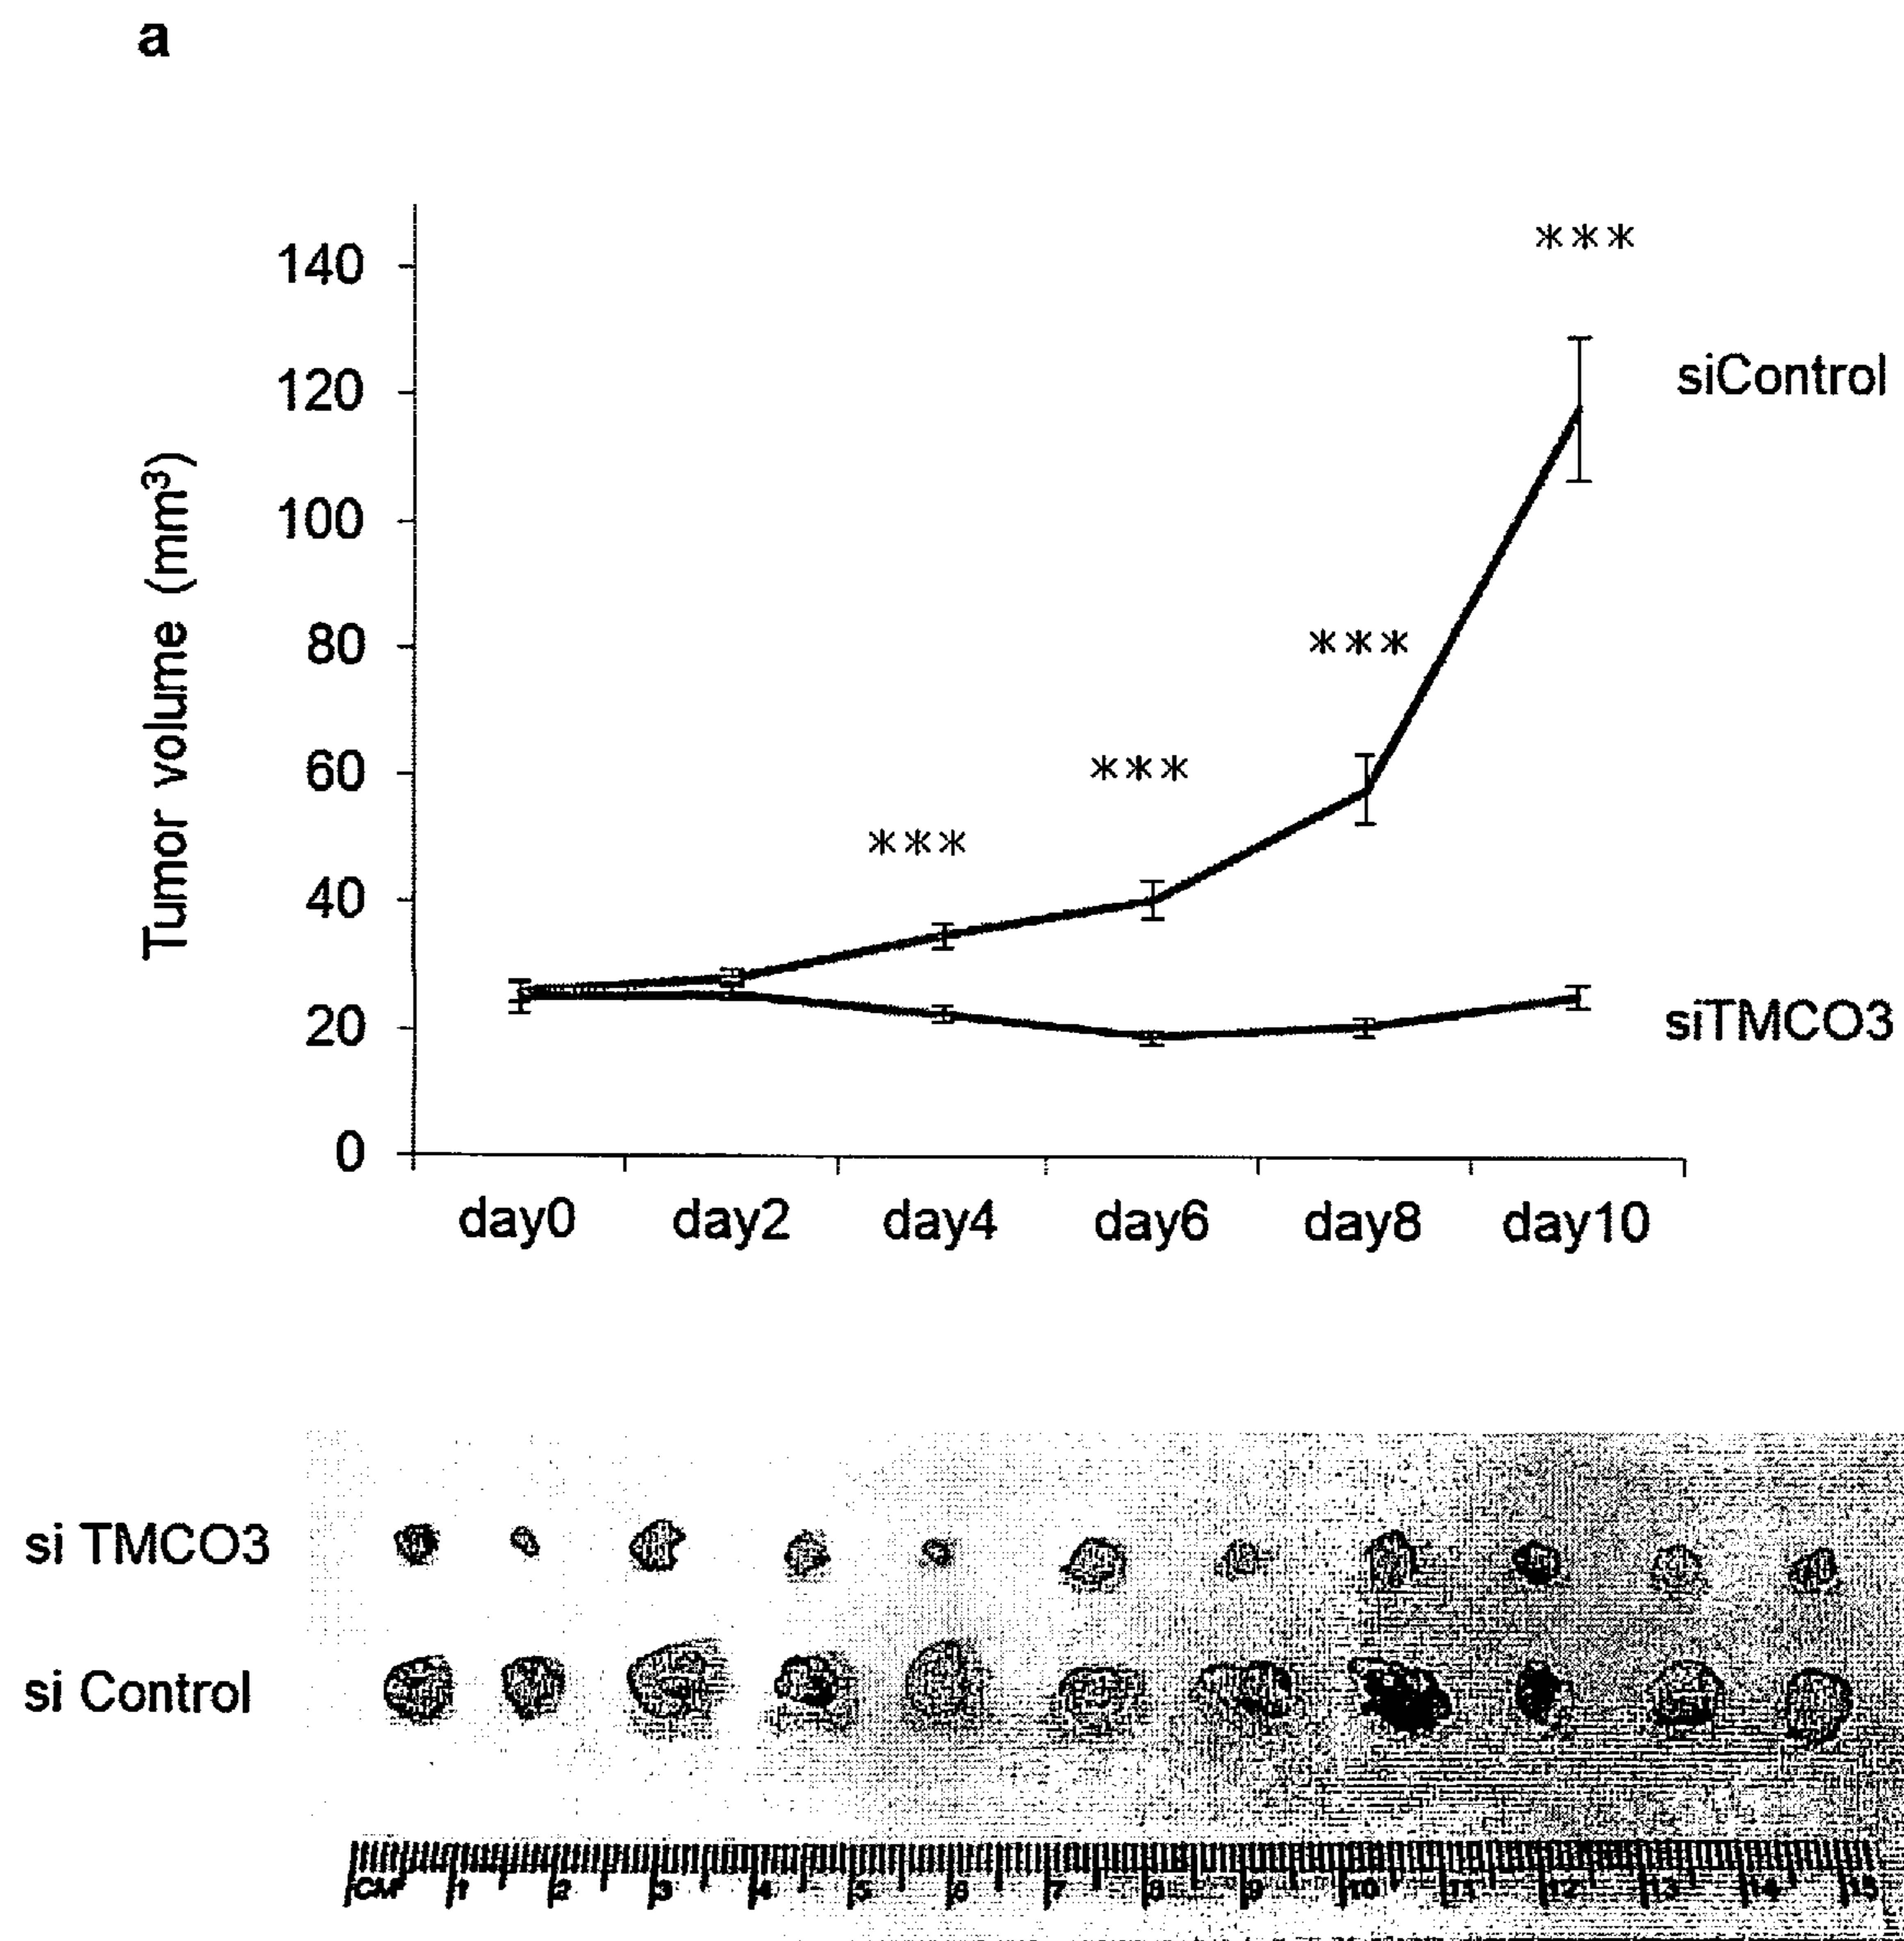 a
Tumor volume (mm³)
140
120
100
80
60
40
20
0
***
***
***
***
siControl
siTMCO3
day0 day2 day4 day6 day8 day10
si TMCO3
si Control
CM 1 2 3 4 5 6 7 8 9 10 11 12 13 14 15